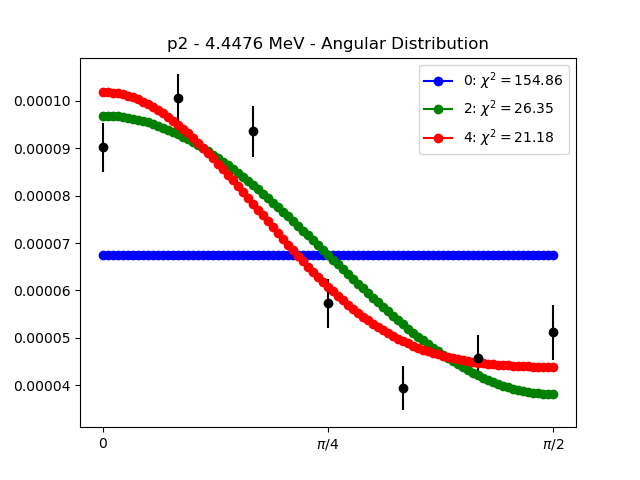 p2 - 4.4476 MeV - Angular Distribution
0: χ² = 154.86
2: χ² = 26.35
4: χ² = 21.18
0.00010
0.00009
0.00008
0.00007
0.00006
0.00005
0.00004
0
π/4
π/2